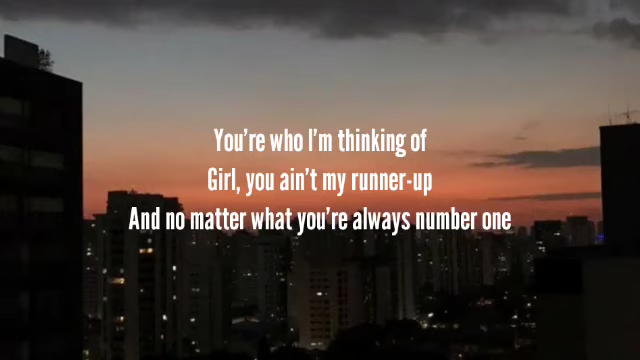 You're who I'm thinking of
Girl, you ain't my runner-up
And no matter what you're always number one